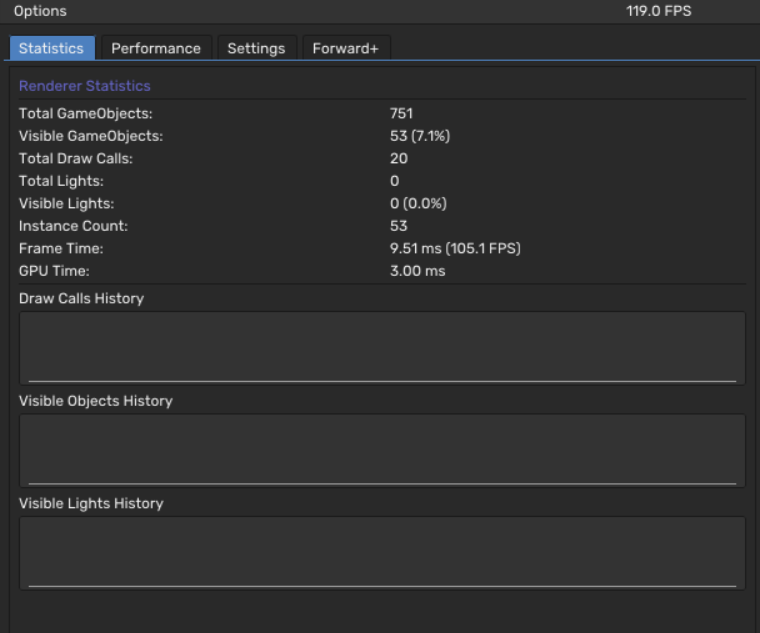 Options 119.0 FPS
Statistics Performance Settings Forward+
Renderer Statistics
Total GameObjects: 751
Visible GameObjects: 53 (7.1%)
Total Draw Calls: 20
Total Lights: 0
Visible Lights: 0 (0.0%)
Instance Count: 53
Frame Time: 9.51 ms (105.1 FPS)
GPU Time: 3.00 ms
Draw Calls History
Visible Objects History
Visible Lights History